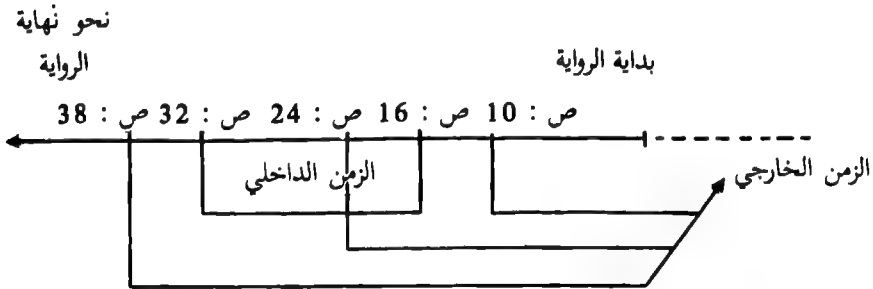 نحو نهاية
الرواية
بداية الرواية
ص : 10 ص : 16 ص : 24 ص : 32 ص : 38
الزمن الداخلي
الزمن الخارجي